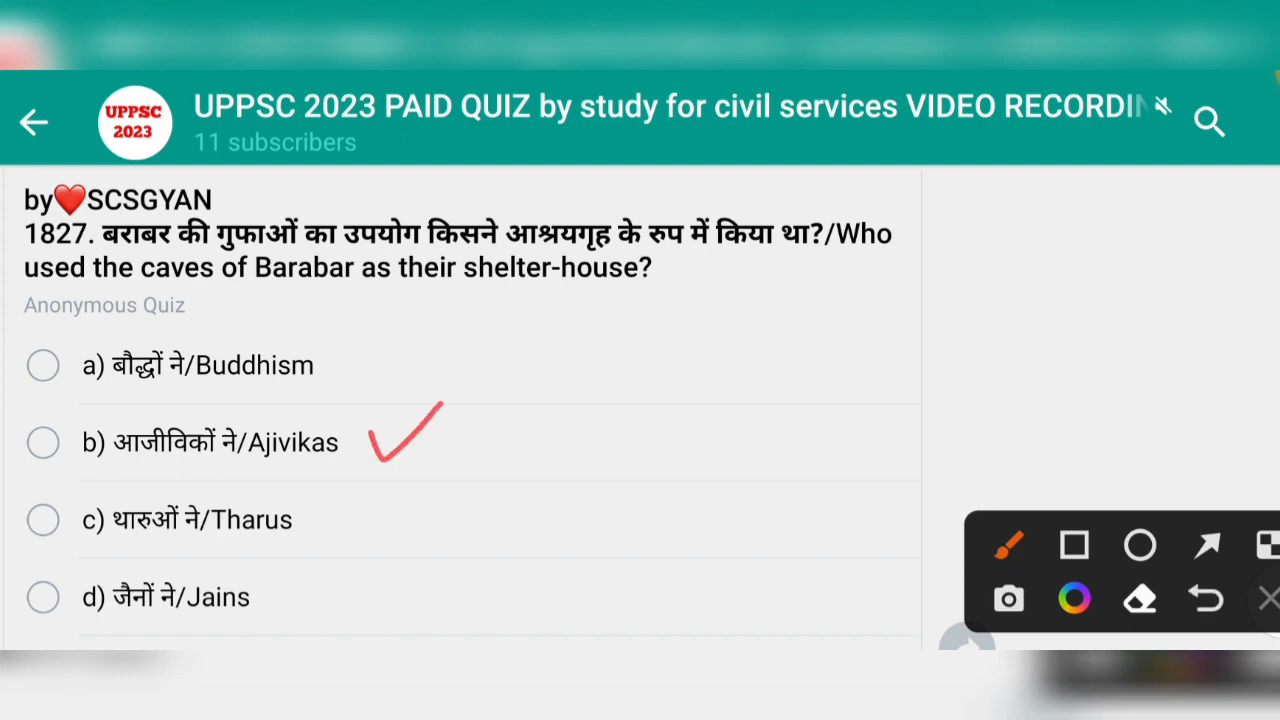 UPPSC
2023
UPPSC 2023 PAID QUIZ by study for civil services VIDEO RECORDIN
11 subscribers
by❤️SCSGYAN
1827. बराबर की गुफाओं का उपयोग किसने आश्रयगृह के रुप में किया था?/Who
used the caves of Barabar as their shelter-house?
Anonymous Quiz
a) बौद्धों ने/Buddhism
b) आजीविकों ने/Ajivikas
c) थारुओं ने/Tharus
d) जैनों ने/Jains